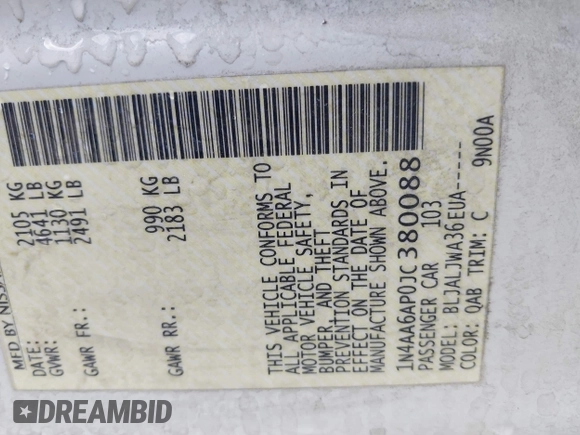 MFD BY
DATE:
GVWR: 2105 KG
4641 LB
GAWR FR: 1130 KG
2491 LB
GAWR RR: 990 KG
2183 LB
THIS VEHICLE CONFORMS TO
ALL APPLICABLE FEDERAL
MOTOR VEHICLE SAFETY,
BUMPER, AND THEFT
PREVENTION STANDARDS IN
EFFECT ON THE DATE OF
MANUFACTURE SHOWN ABOVE.
1N4AA6AP0JC380088
PASSENGER CAR 103
MODEL: BLJALJWA36EUA-----
COLOR: QAB TRIM: C 9N00A
DREAMBID